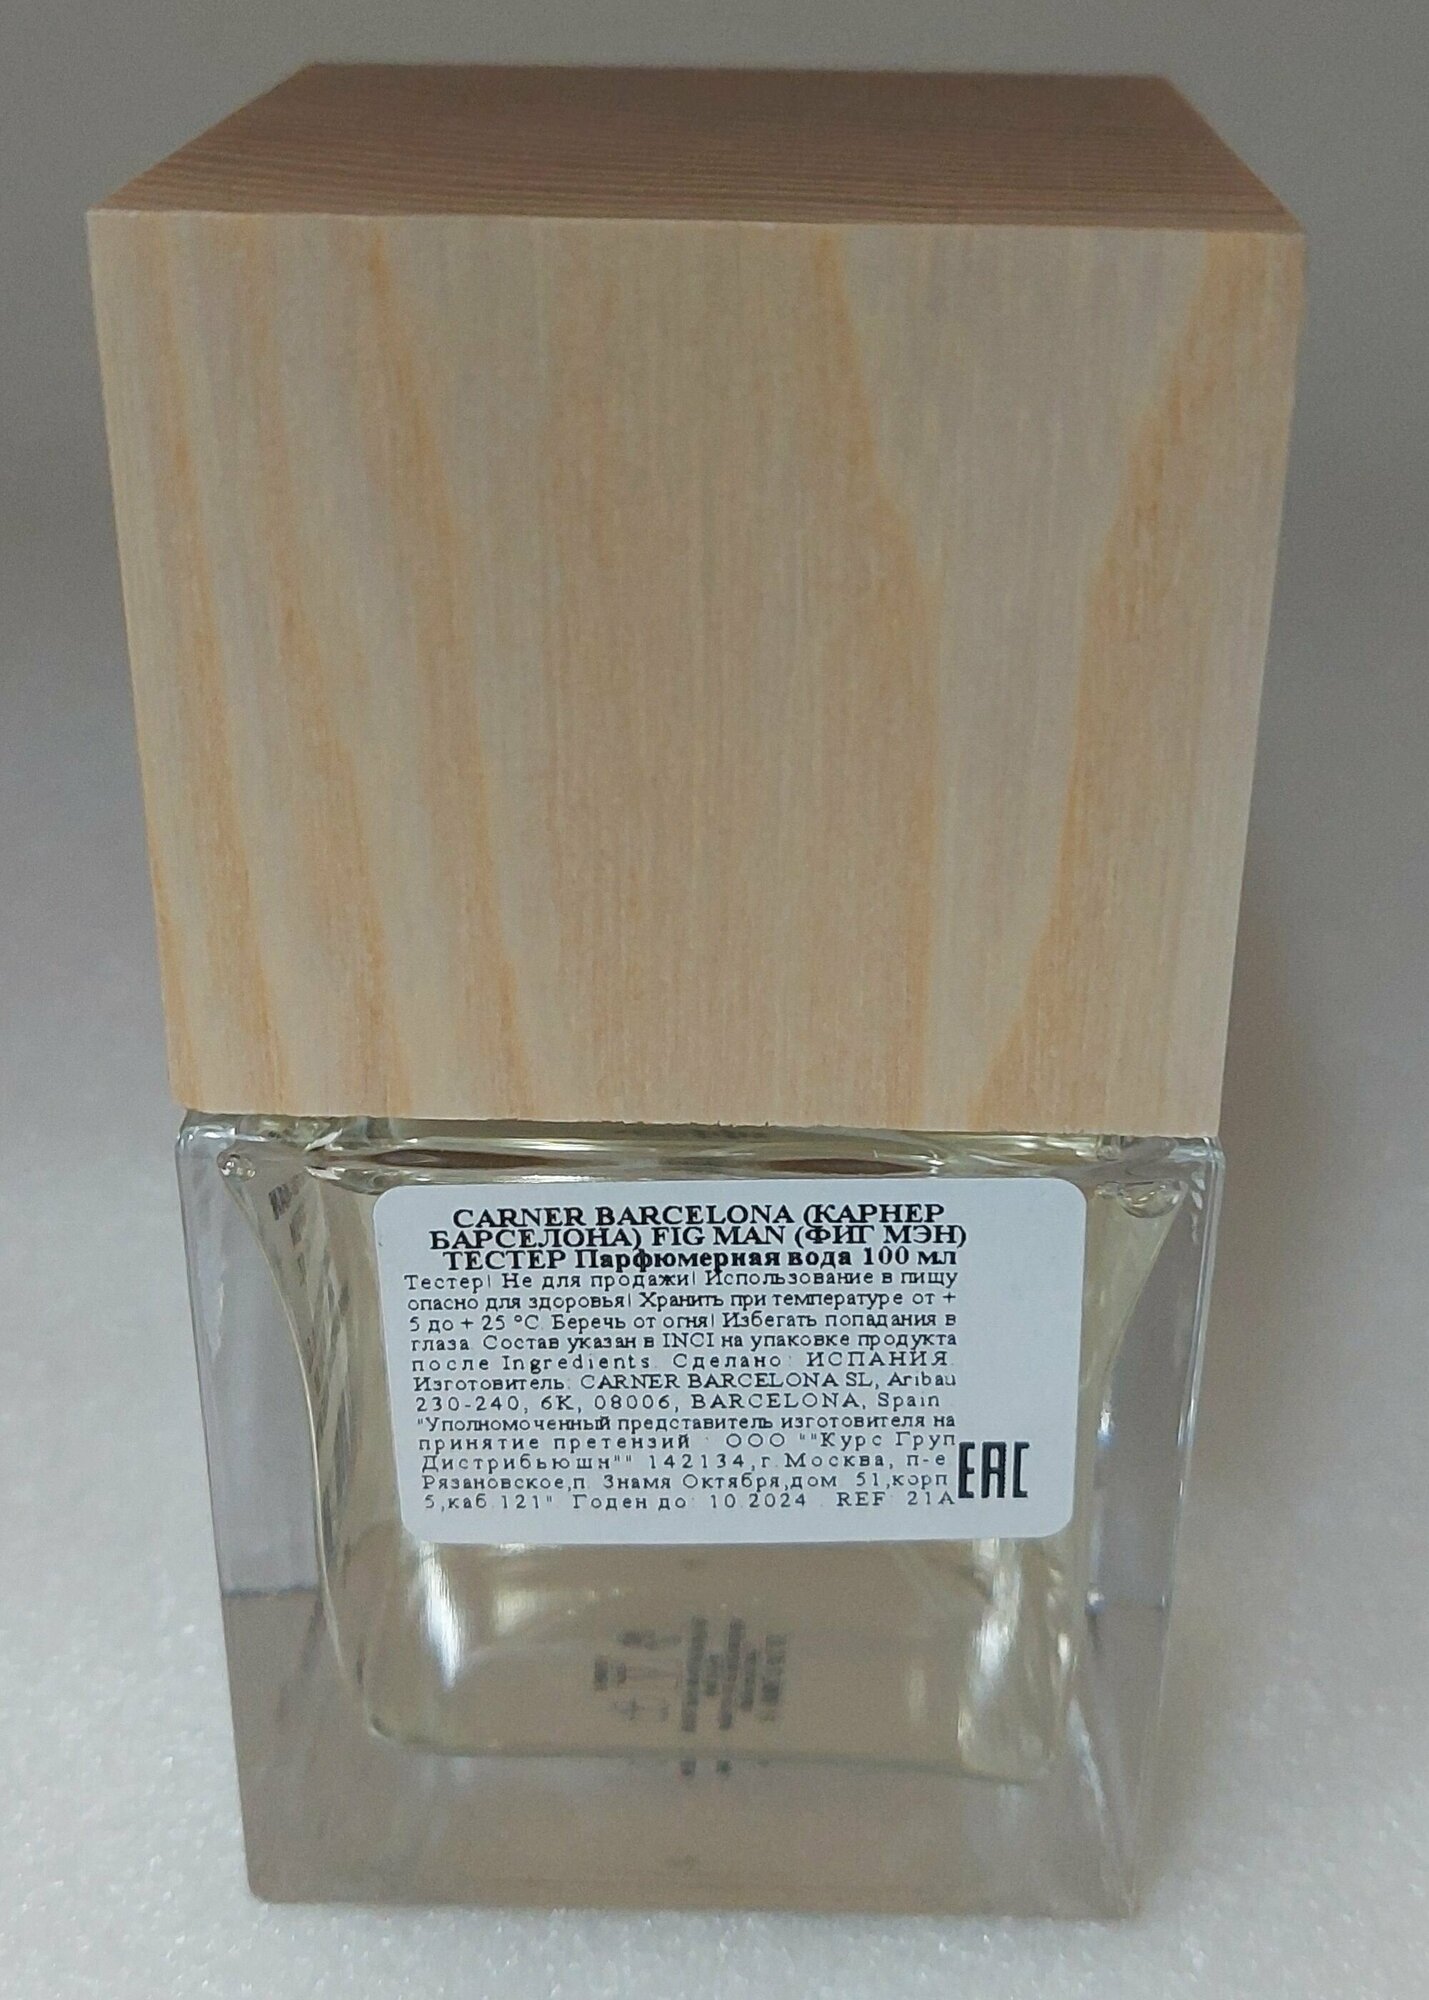 CARNER BARCELONA (КАРНЕР
БАРСЕЛОНА) FIG MAN (ФИГ МЭН)
ТЕСТЕР Парфюмерная вода 100 мл
Тестер! Не для продажи! Использование в пищу
опасно для здоровья! Хранить при температуре от +
5 до + 25 °C. Беречь от огня! Избегать попадания в
глаза. Состав указан в INCI на упаковке продукта
после Ingredients. Сделано: ИСПАНИЯ.
Изготовитель: CARNER BARCELONA SL, Aribau
230-240, 6K, 08006, BARCELONA, Spain
"Уполномоченный представитель изготовителя на
принятие претензий : ООО ""Курс Груп
Дистрибьюшн"" 142134,г.Москва, п-е
Рязановское,п. Знамя Октября,дом 51,корп
5,каб.121". Годен до: 10.2024 . REF: 21A
EAC